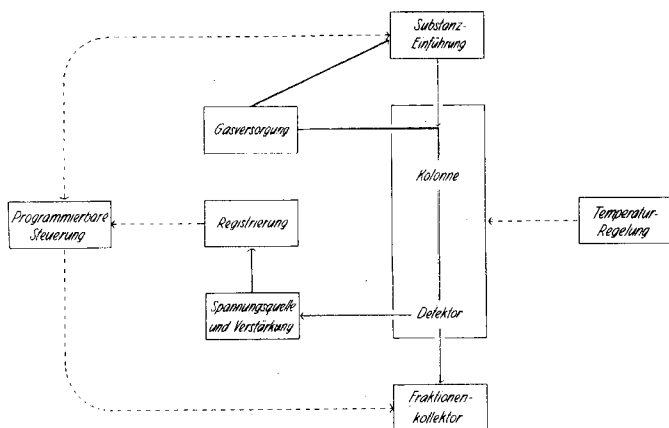 Substanz-
Einführung
Gasversorgung
Kolonne
Programmierbare
Steuerung
Registrierung
Temperatur-
Regelung
Spannungsquelle
und Verstärkung
Detektor
Fraktionen-
kollektor